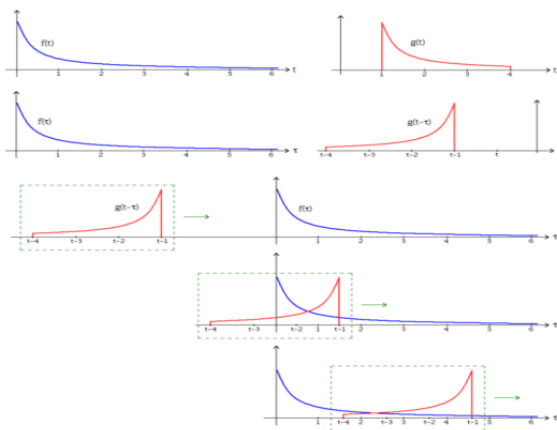 f(t) 1 2 3 4 5 6 t
g(t) 1 2 3 4 t
f(τ) 1 2 3 4 5 6 τ
g(t-τ) t-4 t-3 t-2 t-1 t τ
g(t-τ) t-4 t-3 t-2 t-1
f(τ) 1 2 3 4 5 6 τ
t-4 t-3 t-2 1 t-1 2 3 4 5 6 τ
1 t-4 2 t-3 3 t-2 4 t-1 5 6 τ